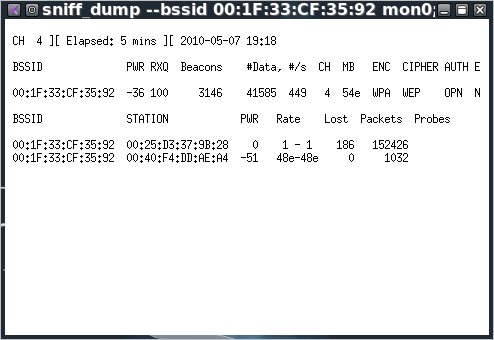 sniff_dump --bssid 00:1F:33:CF:35:92 mon0;
CH 4 ][ Elapsed: 5 mins ][ 2010-05-07 19:18
BSSID PWR RXQ Beacons #Data, #/s CH MB ENC CIPHER AUTH E
00:1F:33:CF:35:92 -36 100 3146 41585 449 4 54e WPA WEP OPN N
BSSID STATION PWR Rate Lost Packets Probes
00:1F:33:CF:35:92 00:25:D3:37:9B:28 0 1 - 1 186 152426
00:1F:33:CF:35:92 00:40:F4:DD:AE:A4 -51 48e-48e 0 1032